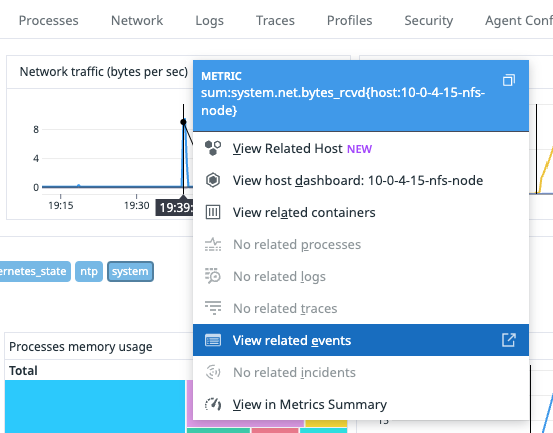 Processes Network Logs Traces Profiles Security Agent Conf
Network traffic (bytes per sec)
METRIC
sum:system.net.bytes_rcvd{host:10-0-4-15-nfs-
node}
8
4
0
19:15 19:30 19:39:
View Related Host NEW
View host dashboard: 10-0-4-15-nfs-node
View related containers
No related processes
No related logs
No related traces
View related events
No related incidents
View in Metrics Summary
ernetes_state ntp system
Processes memory usage
Total
15